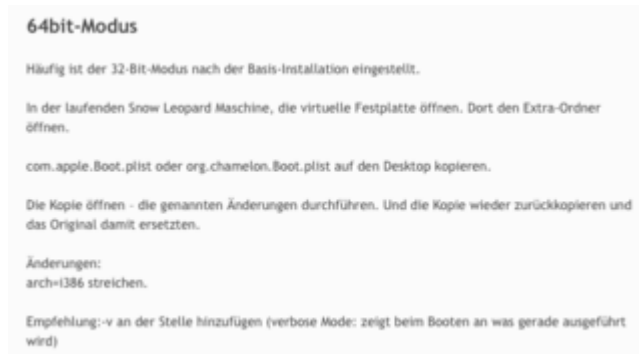 64bit-Modus
Häufig ist der 32-Bit-Modus nach der Basis-Installation eingestellt.
In der laufenden Snow Leopard Maschine, die virtuelle Festplatte öffnen. Dort den Extra-Ordner
öffnen.
com.apple.Boot.plist oder org.chamelon.Boot.plist auf den Desktop kopieren.
Die Kopie öffnen - die genannten Änderungen durchführen. Und die Kopie wieder zurückkopieren und
das Original damit ersetzten.
Änderungen:
arch=i386 streichen.
Empfehlung:-v an der Stelle hinzufügen (verbose Mode: zeigt beim Booten an was gerade ausgeführt
wird)